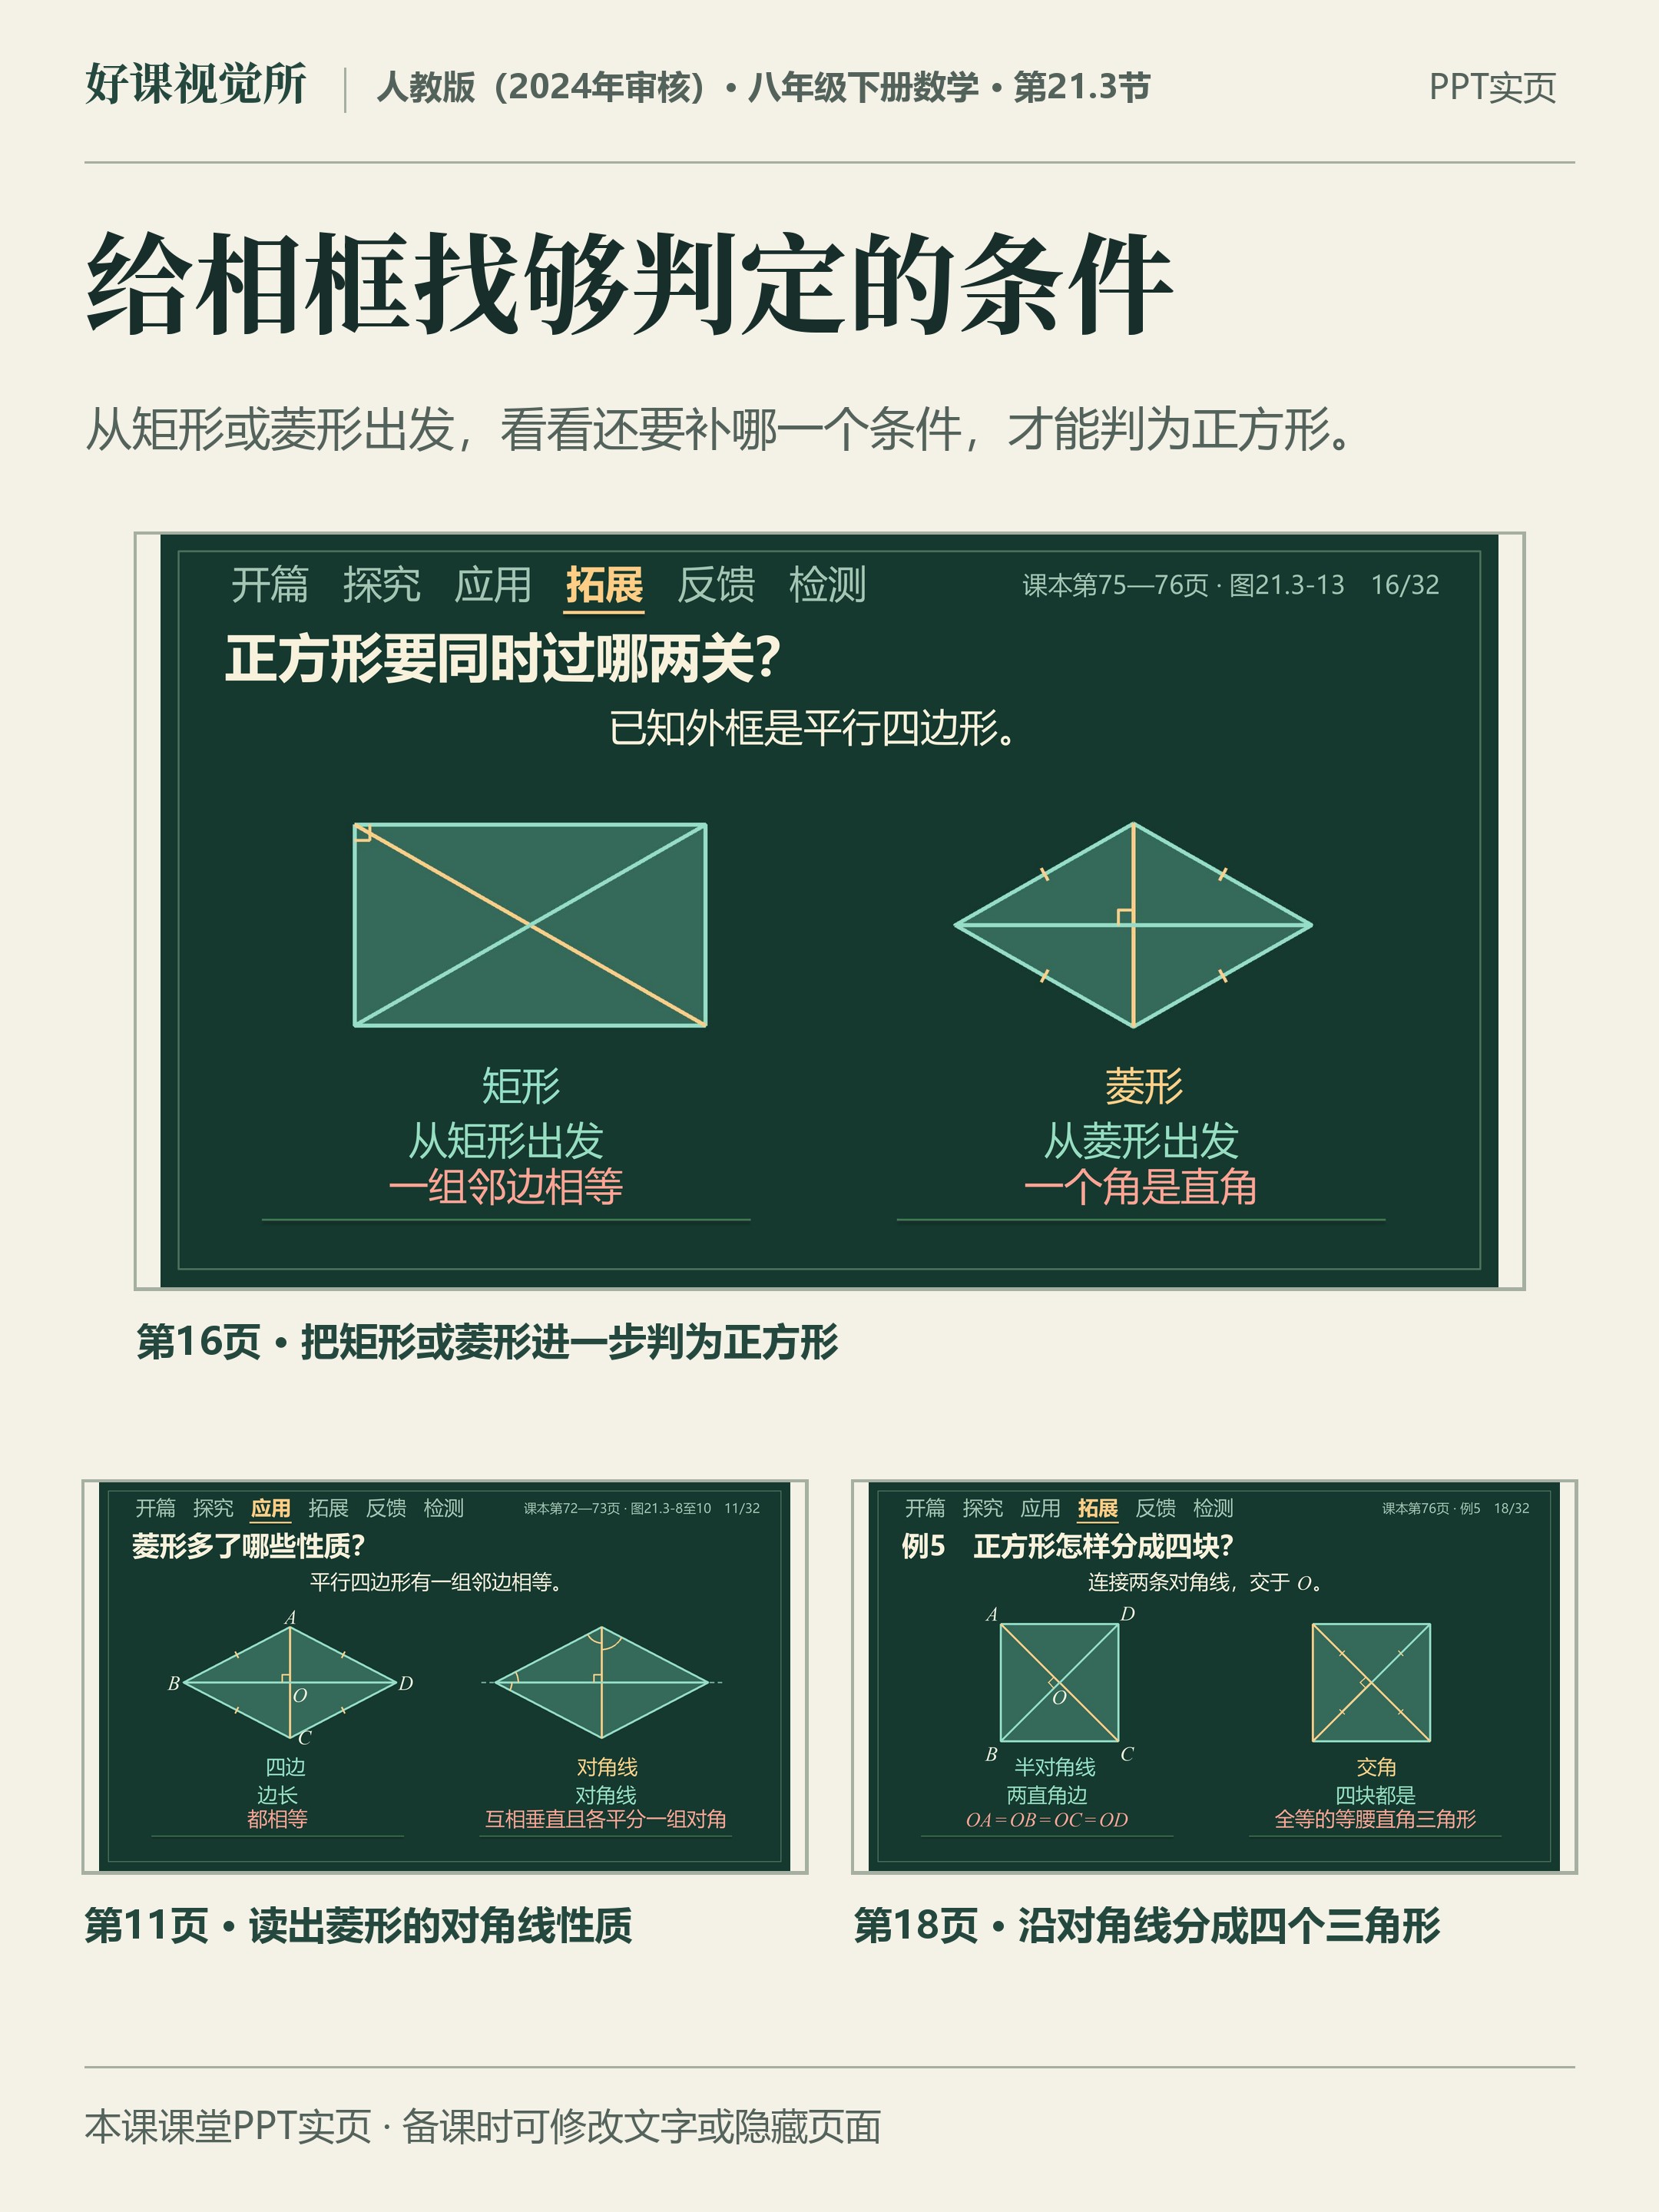 好课视觉所
人教版（2024年审核）• 八年级下册数学 • 第21.3节
PPT实页
给相框找够判定的条件
从矩形或菱形出发，看看还要补哪一个条件，才能判为正方形。
开篇 探究 应用 拓展 反馈 检测
课本第75—76页 · 图21.3-13 16/32
正方形要同时过哪两关？
已知外框是平行四边形。
矩形
从矩形出发
一组邻边相等
菱形
从菱形出发
一个角是直角
第16页 • 把矩形或菱形进一步判为正方形
开篇 探究 应用 拓展 反馈 检测
课本第72—73页 · 图21.3-8至10 11/32
菱形多了哪些性质？
平行四边形有一组邻边相等。
A
B
O
D
C
四边
边长
都相等
对角线
对角线
互相垂直且各平分一组对角
第11页 • 读出菱形的对角线性质
开篇 探究 应用 拓展 反馈 检测
课本第76页 · 例5 18/32
例5 正方形怎样分成四块？
连接两条对角线，交于 O。
A
D
O
B
C
半对角线
两直角边
OA=OB=OC=OD
交角
四块都是
全等的等腰直角三角形
第18页 • 沿对角线分成四个三角形
本课课堂PPT实页 · 备课时可修改文字或隐藏页面